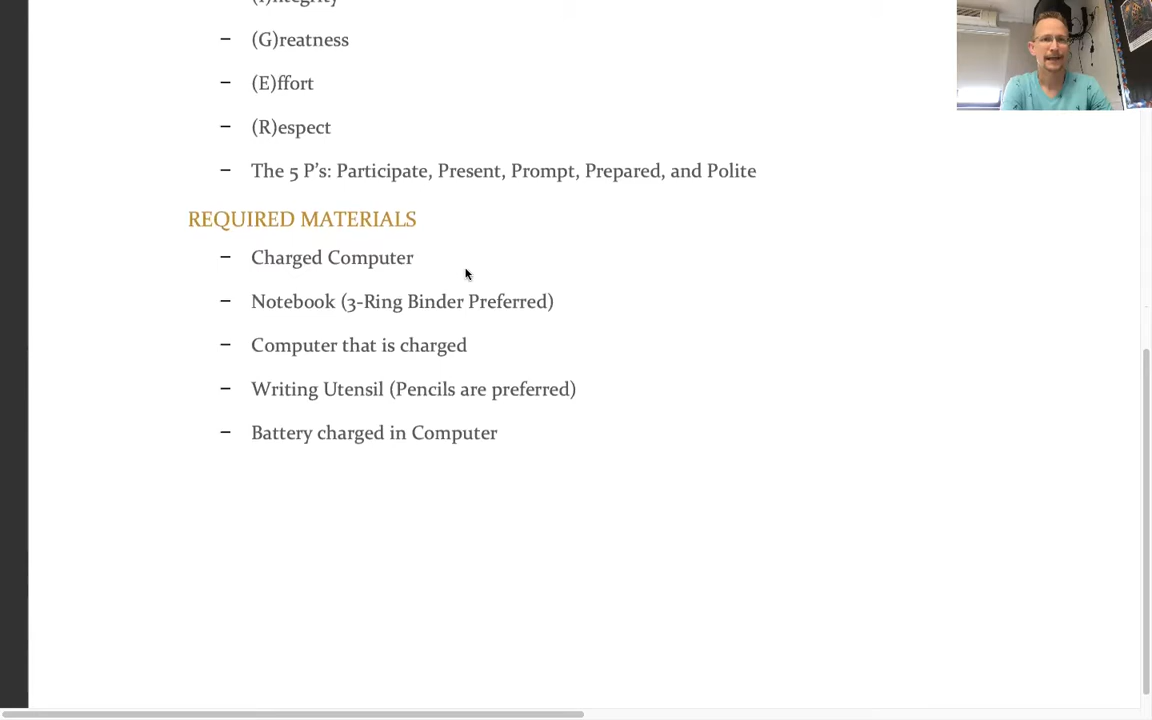 – (I)ntegrity
– (G)reatness
– (E)ffort
– (R)espect
– The 5 P’s: Participate, Present, Prompt, Prepared, and Polite
REQUIRED MATERIALS
– Charged Computer
– Notebook (3-Ring Binder Preferred)
– Computer that is charged
– Writing Utensil (Pencils are preferred)
– Battery charged in Computer